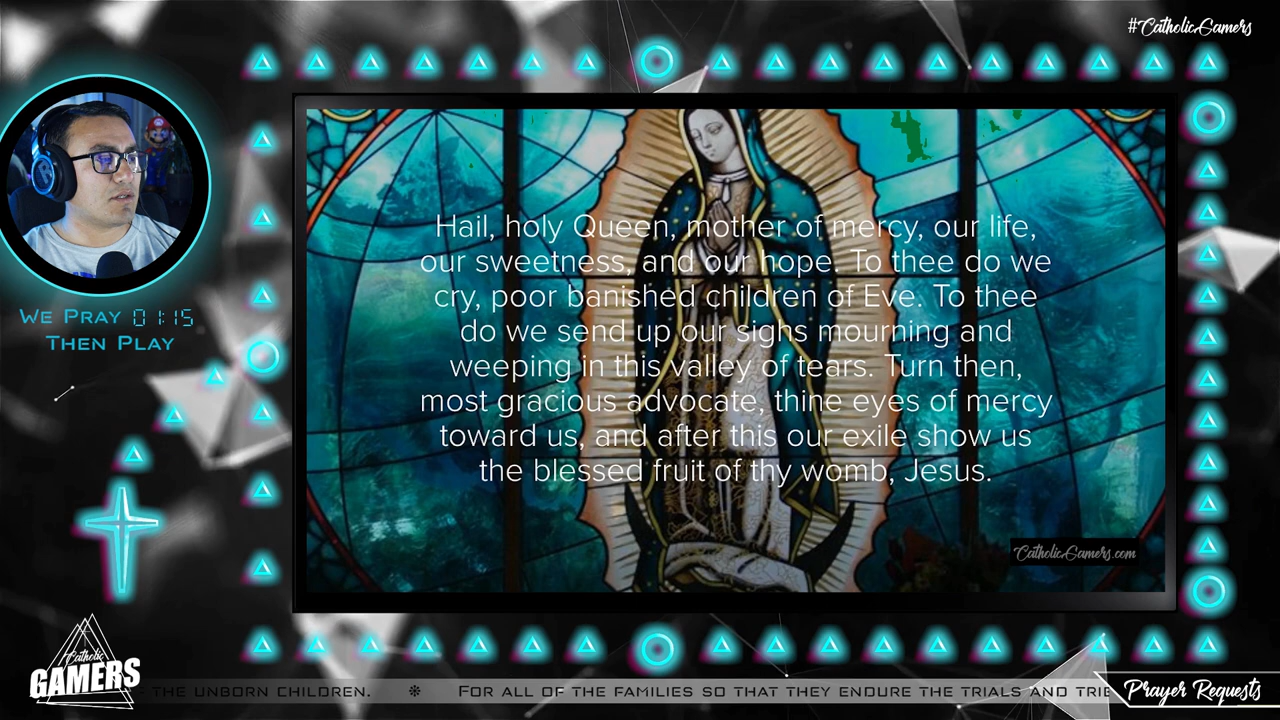 #CatholicGamers
We Pray 01:15
Then Play
Hail, holy Queen, mother of mercy, our life,
our sweetness, and our hope. To thee do we
cry, poor banished children of Eve. To thee
do we send up our sighs mourning and
weeping in this valley of tears. Turn then,
most gracious advocate, thine eyes of mercy
toward us, and after this our exile show us
the blessed fruit of thy womb, Jesus.
CatholicGamers.com
Catholic
GAMERS
the unborn children. ❋ For all of the families so that they endure the trials and
Prayer Requests